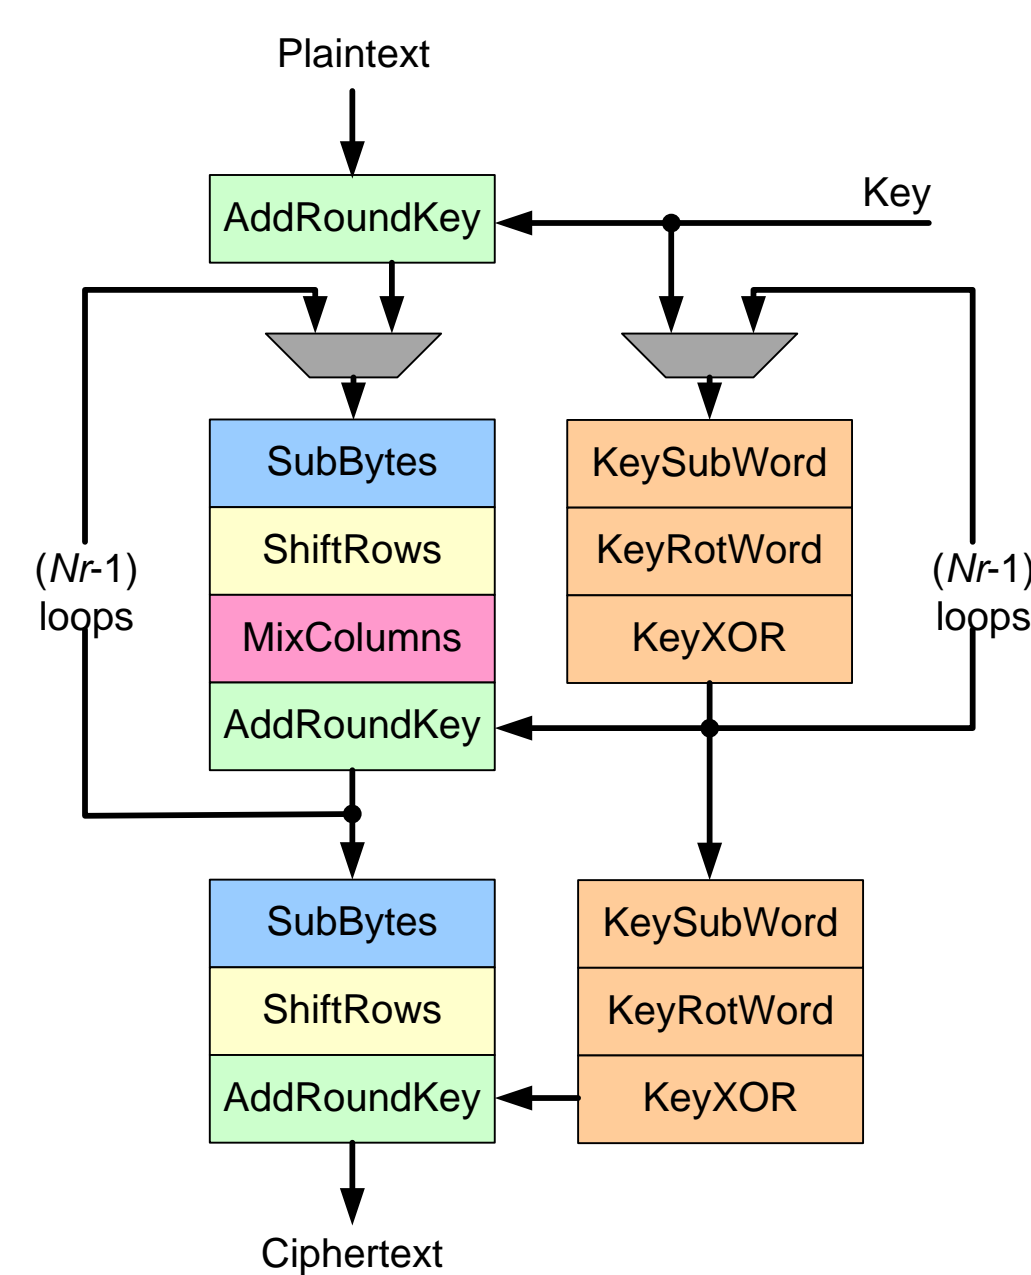 Plaintext
AddRoundKey
Key
SubBytes
KeySubWord
ShiftRows
KeyRotWord
(Nr-1)
loops
(Nr-1)
loops
MixColumns
KeyXOR
AddRoundKey
SubBytes
KeySubWord
ShiftRows
KeyRotWord
AddRoundKey
KeyXOR
Ciphertext